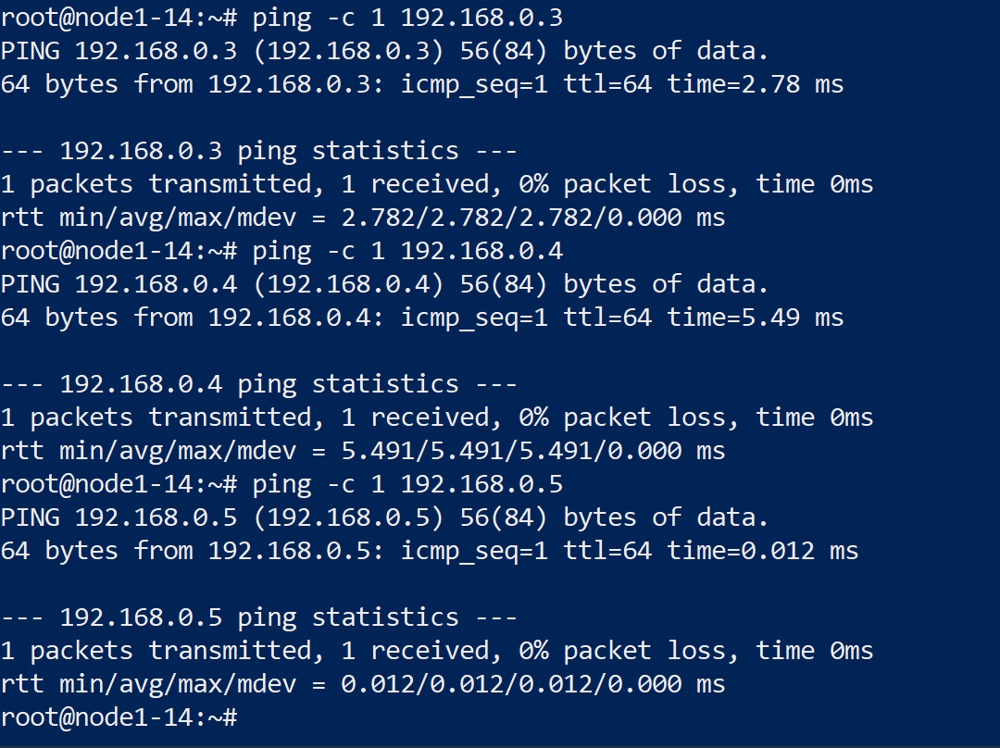 root@node1-14:~# ping -c 1 192.168.0.3
PING 192.168.0.3 (192.168.0.3) 56(84) bytes of data.
64 bytes from 192.168.0.3: icmp_seq=1 ttl=64 time=2.78 ms

--- 192.168.0.3 ping statistics ---
1 packets transmitted, 1 received, 0% packet loss, time 0ms
rtt min/avg/max/mdev = 2.782/2.782/2.782/0.000 ms
root@node1-14:~# ping -c 1 192.168.0.4
PING 192.168.0.4 (192.168.0.4) 56(84) bytes of data.
64 bytes from 192.168.0.4: icmp_seq=1 ttl=64 time=5.49 ms

--- 192.168.0.4 ping statistics ---
1 packets transmitted, 1 received, 0% packet loss, time 0ms
rtt min/avg/max/mdev = 5.491/5.491/5.491/0.000 ms
root@node1-14:~# ping -c 1 192.168.0.5
PING 192.168.0.5 (192.168.0.5) 56(84) bytes of data.
64 bytes from 192.168.0.5: icmp_seq=1 ttl=64 time=0.012 ms

--- 192.168.0.5 ping statistics ---
1 packets transmitted, 1 received, 0% packet loss, time 0ms
rtt min/avg/max/mdev = 0.012/0.012/0.012/0.000 ms
root@node1-14:~#